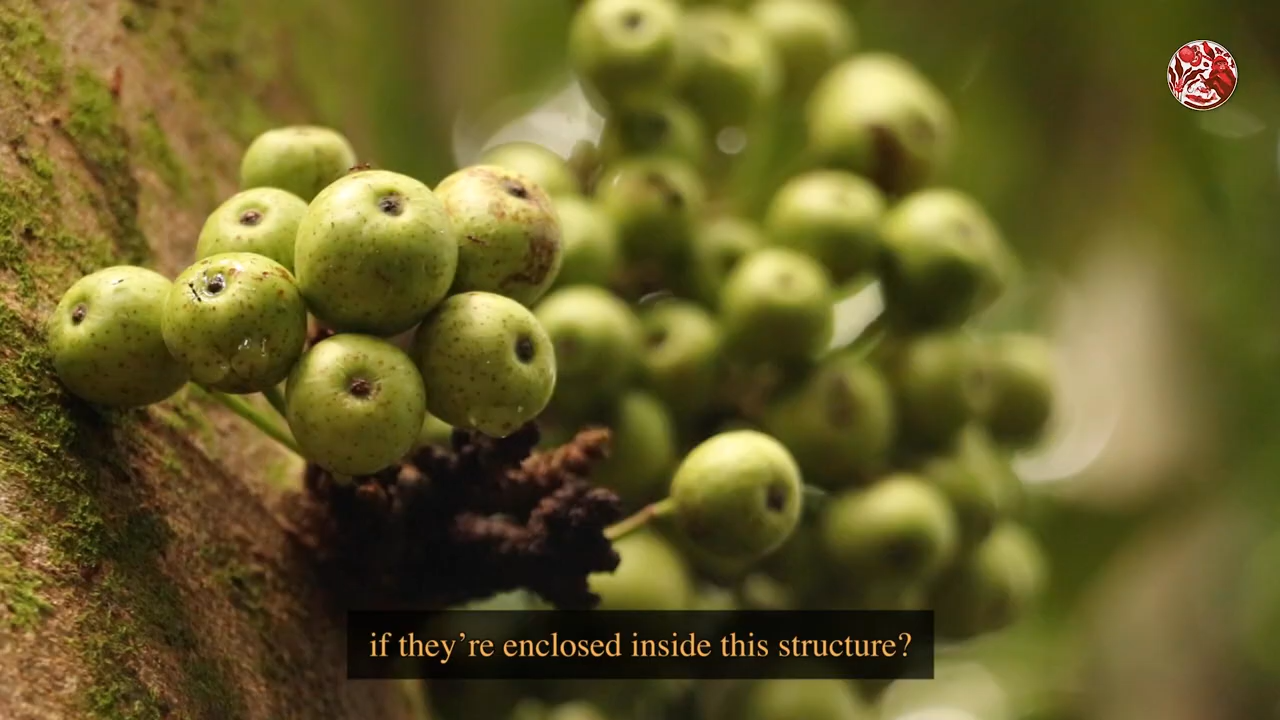 if they’re enclosed inside this structure?